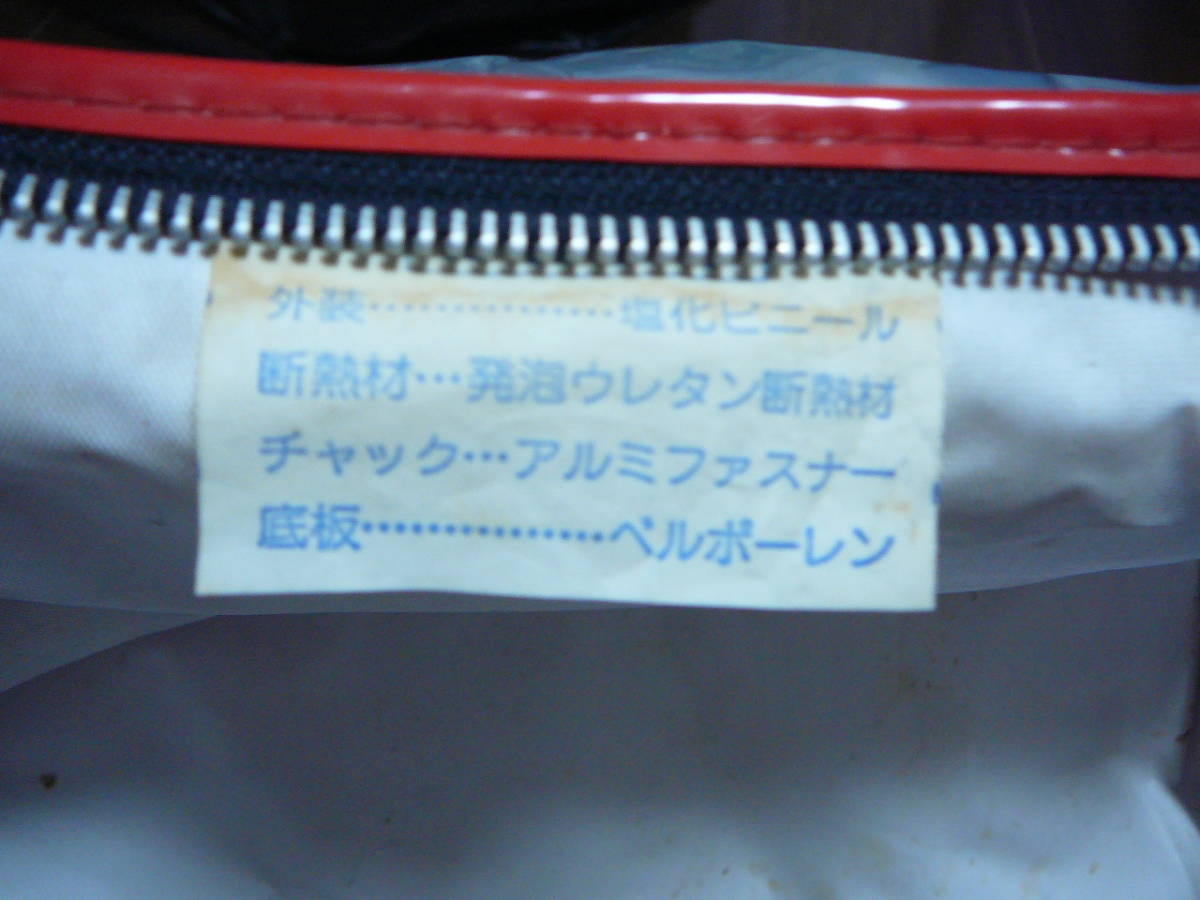 外装……………塩化ビニール
断熱材…発泡ウレタン断熱材
チャック…アルミファスナー
底板……………ベルポーレン